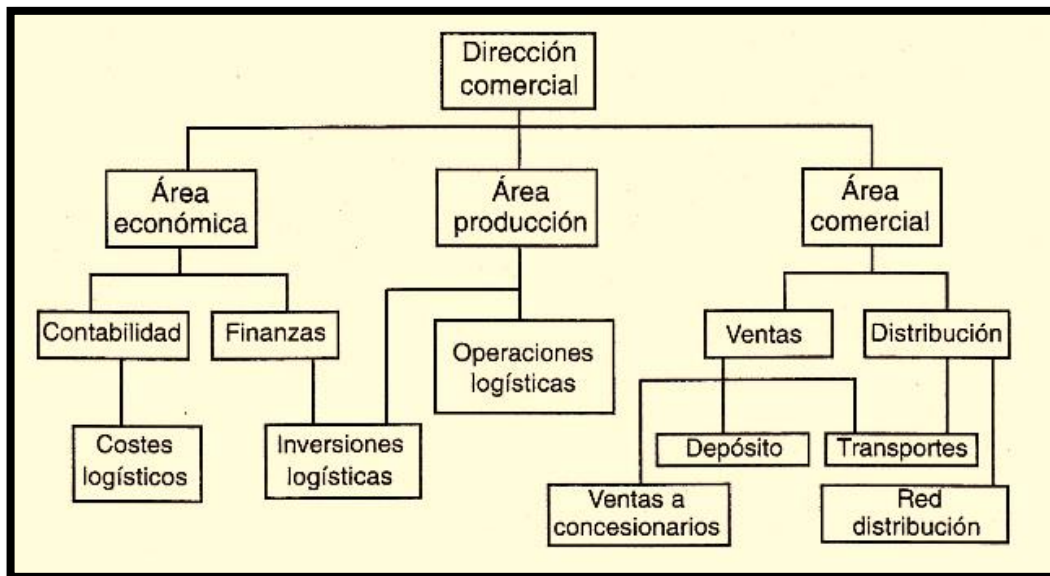 Dirección
comercial
Área
económica
Área
producción
Área
comercial
Contabilidad
Finanzas
Operaciones
logísticas
Ventas
Distribución
Costes
logísticos
Inversiones
logísticas
Depósito
Transportes
Ventas a
concesionarios
Red
distribución